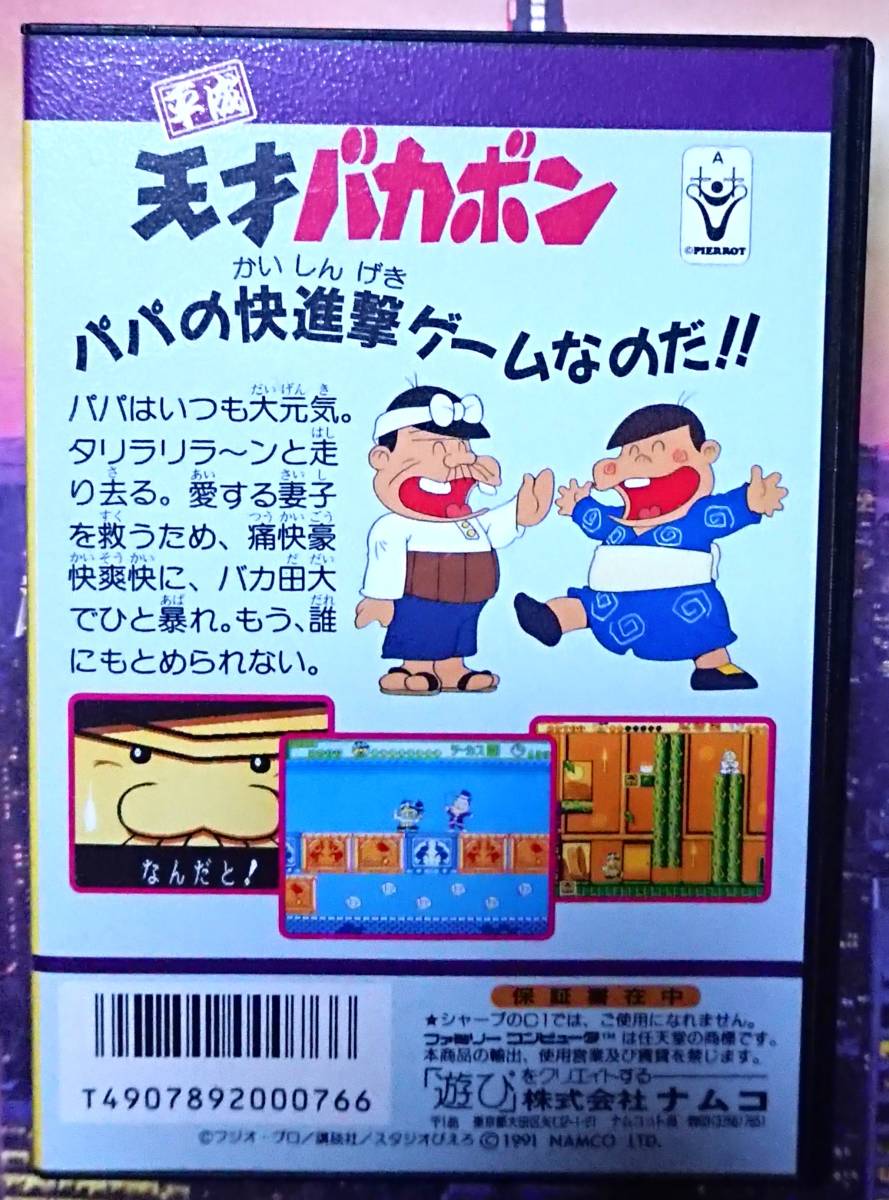 平成
天才バカボン
A
©PIERROT
かいしんげき
パパの快進撃ゲームなのだ!!
だいげんき
パパはいつも大元気。
はし
タリラリラ〜ンと走
さ あい さいし
り去る。愛する妻子
すく つうかいごう
を救うため、痛快豪
かいそうかい だ だい
快爽快に、バカ田大
あば だれ
でひと暴れ。もう、誰
にもとめられない。
なんだと!
保証書在中
★シャープのC1では、ご使用になれません。
ファミリーコンピュータ™は任天堂の商標です。
本商品の輸出、使用営業及び賃貸を禁じます。
「遊び」をクリエイトする
株式会社ナムコ
T4907892000766
©フジオ・プロ/講談社/スタジオぴえろ ©1991 NAMCO LTD.